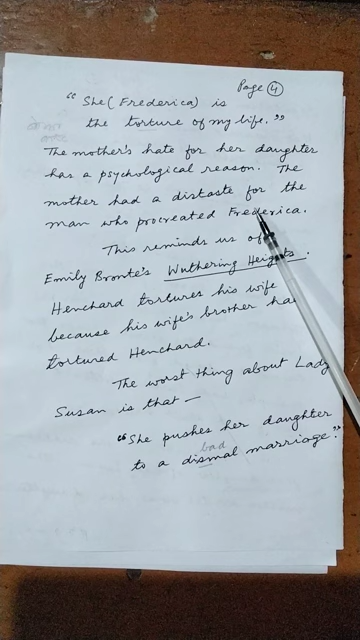 Page 4
" She ( Frederica ) is
the torture of my life. "
The mother's hate for her daughter
has a psychological reason. The
mother had a distaste for the
man who procreated Frederica.
This reminds us of
Emily Bronte's Wuthering Heights.
Henchard tortures his wife
because his wife's brother ha
tortured Henchard.
The worst thing about Lady
Susan is that —
" She pushes her daughter
bad
to a dismal marriage. "